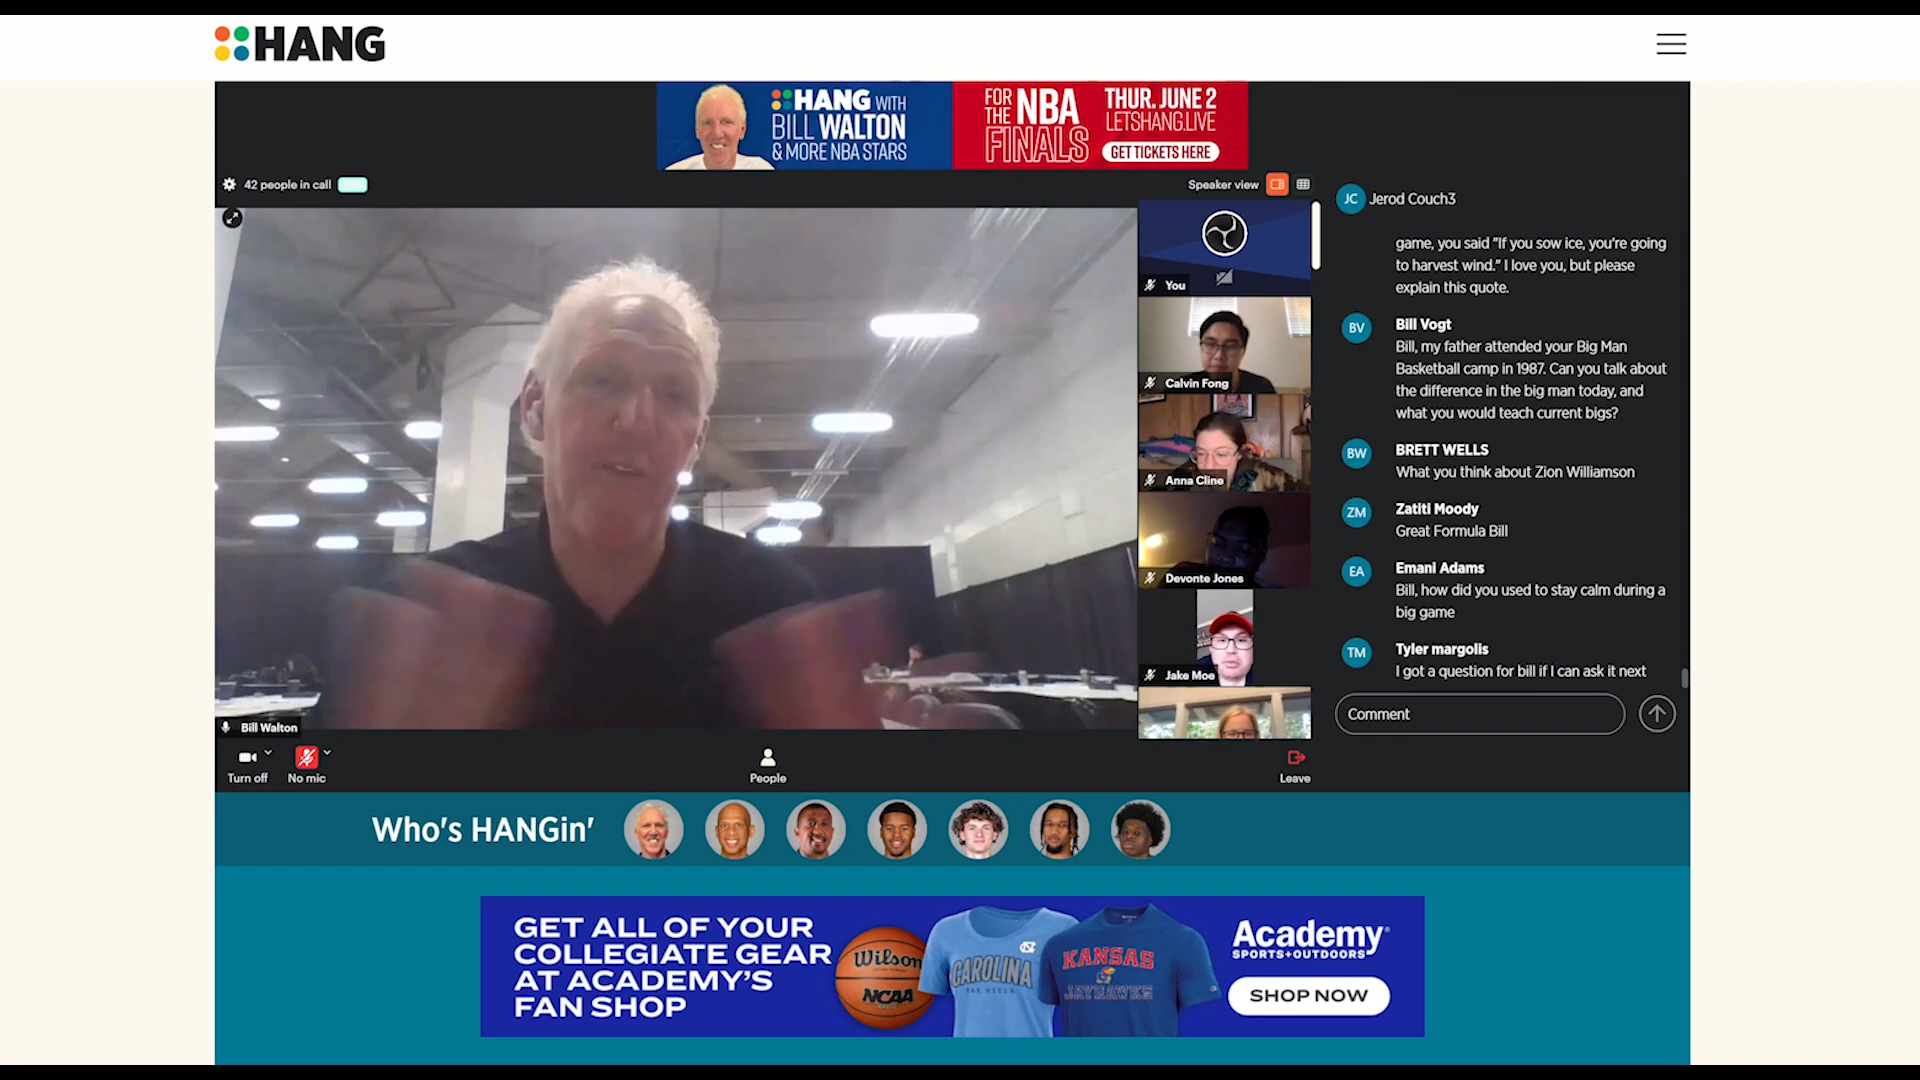 HANG
HANG WITH
BILL WALTON
& MORE NBA STARS
FOR THE NBA FINALS
THUR. JUNE 2
LETSHANG.LIVE
GET TICKETS HERE
42 people in call
Speaker view
You
Calvin Fong
Anna Cline
Devonte Jones
Jake Moe
Bill Walton
Turn off
No mic
People
Leave
JC Jerod Couch3
game, you said "If you sow ice, you're going
to harvest wind." I love you, but please
explain this quote.
BV Bill Vogt
Bill, my father attended your Big Man
Basketball camp in 1987. Can you talk about
the difference in the big man today, and
what you would teach current bigs?
BW BRETT WELLS
What you think about Zion Williamson
ZM Zatiti Moody
Great Formula Bill
EA Emani Adams
Bill, how did you used to stay calm during a
big game
TM Tyler margolis
I got a question for bill if I can ask it next
Comment
Who's HANGin'
GET ALL OF YOUR
COLLEGIATE GEAR
AT ACADEMY'S
FAN SHOP
Wilson
NCAA
NC
CAROLINA
TAR HEELS
KANSAS
JAYHAWKS
Academy
SPORTS+OUTDOORS
SHOP NOW